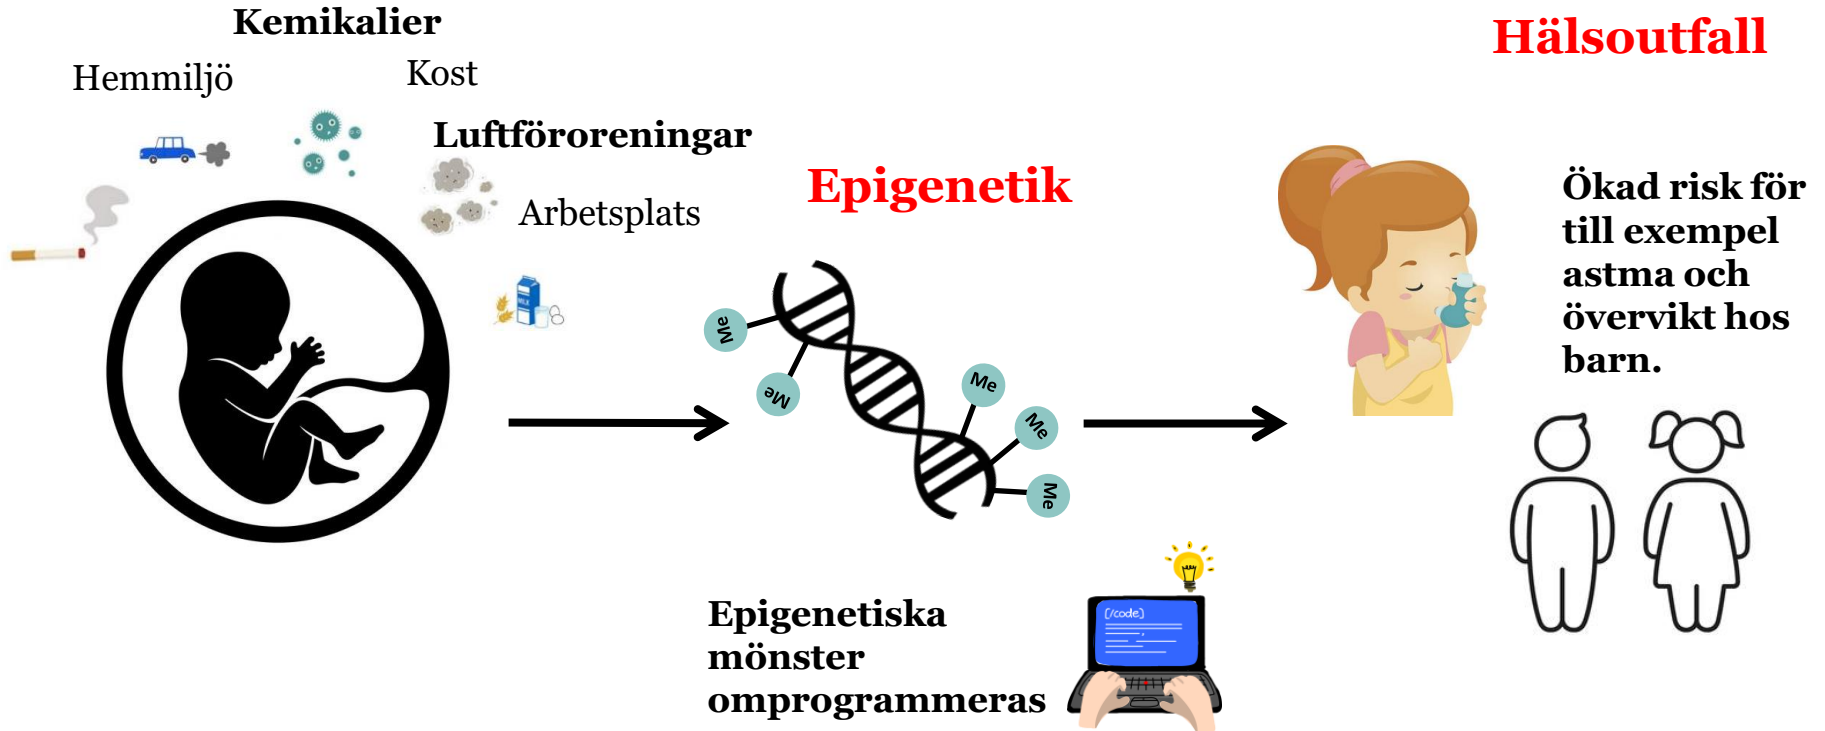 Kemikalier
Hemmiljö
Kost
Luftföroreningar
Arbetsplats
MILK
Epigenetik
Me
Me
Me
Me
Me
Epigenetiska
mönster
omprogrammeras
{/code}
Hälsoutfall
Ökad risk för
till exempel
astma och
övervikt hos
barn.